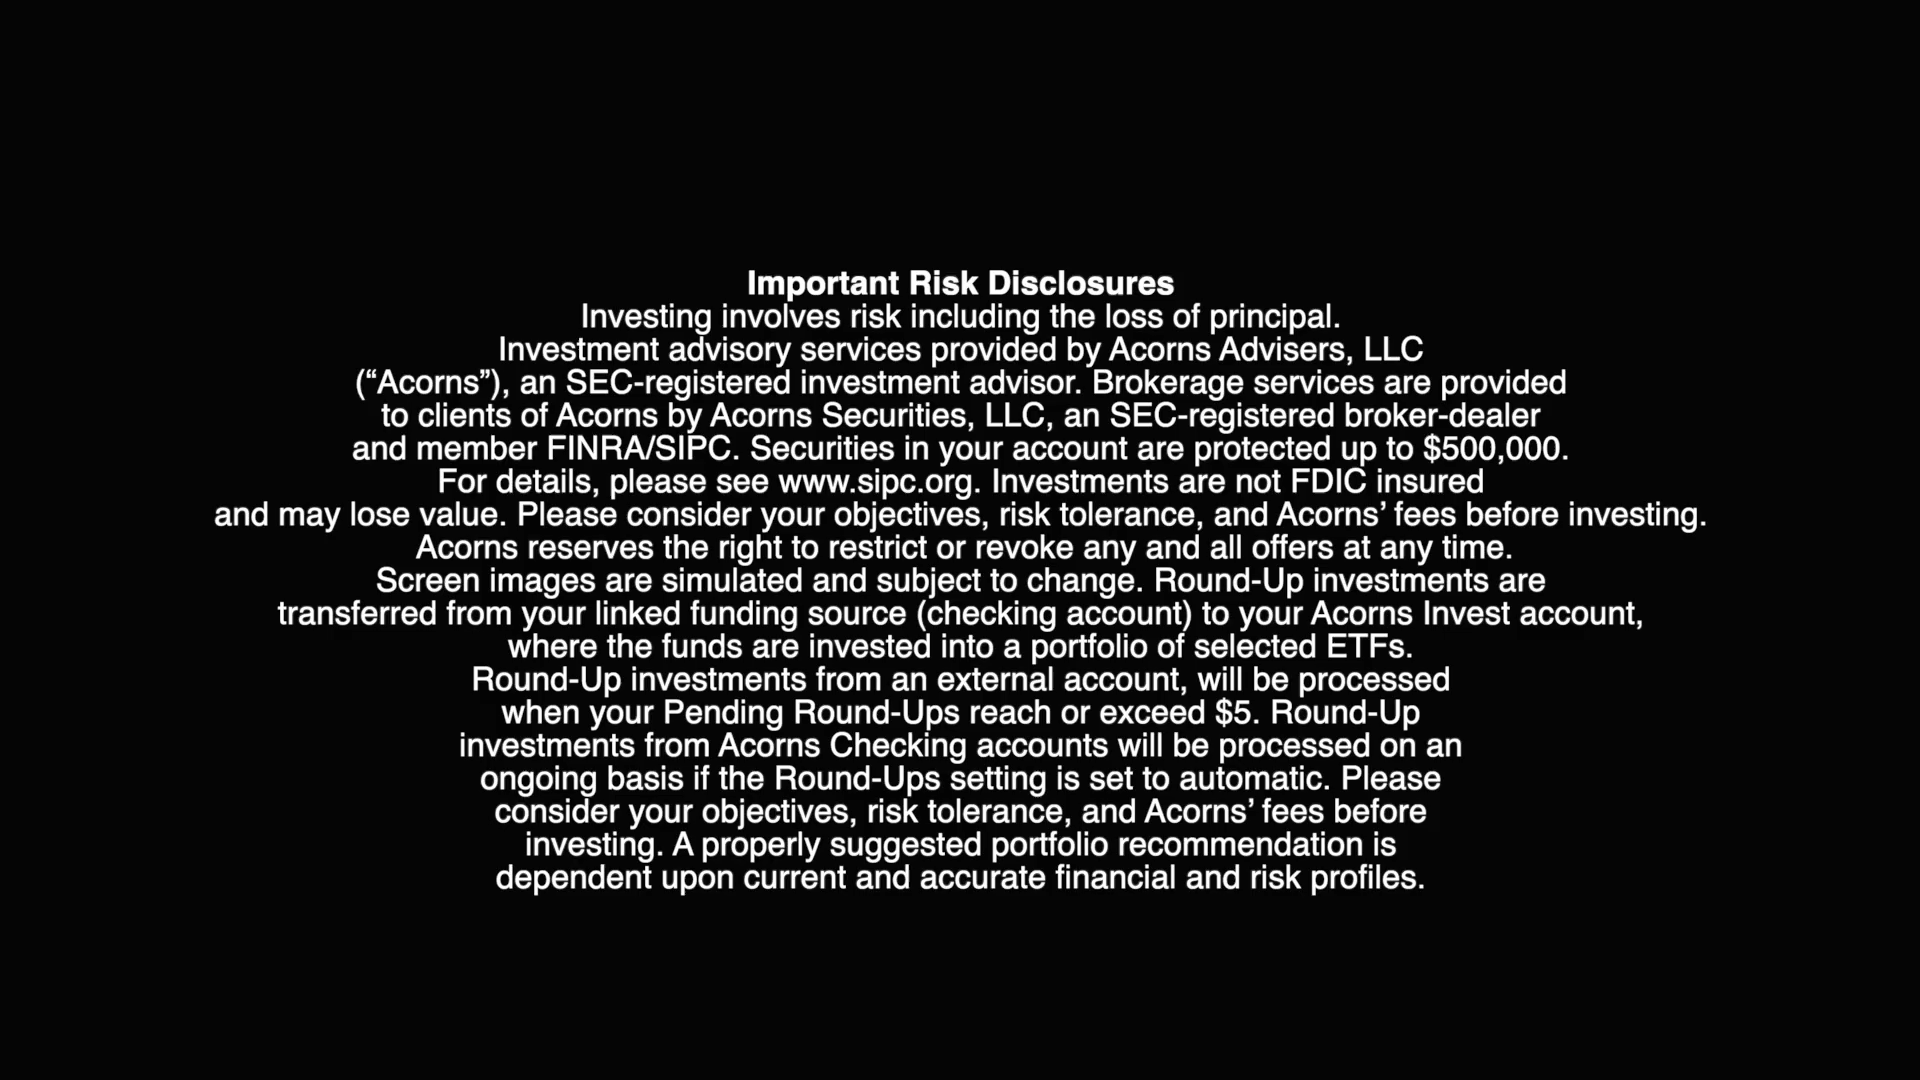 Important Risk Disclosures
Investing involves risk including the loss of principal.
Investment advisory services provided by Acorns Advisers, LLC
(“Acorns”), an SEC-registered investment advisor. Brokerage services are provided
to clients of Acorns by Acorns Securities, LLC, an SEC-registered broker-dealer
and member FINRA/SIPC. Securities in your account are protected up to $500,000.
For details, please see www.sipc.org. Investments are not FDIC insured
and may lose value. Please consider your objectives, risk tolerance, and Acorns’ fees before investing.
Acorns reserves the right to restrict or revoke any and all offers at any time.
Screen images are simulated and subject to change. Round-Up investments are
transferred from your linked funding source (checking account) to your Acorns Invest account,
where the funds are invested into a portfolio of selected ETFs.
Round-Up investments from an external account, will be processed
when your Pending Round-Ups reach or exceed $5. Round-Up
investments from Acorns Checking accounts will be processed on an
ongoing basis if the Round-Ups setting is set to automatic. Please
consider your objectives, risk tolerance, and Acorns’ fees before
investing. A properly suggested portfolio recommendation is
dependent upon current and accurate financial and risk profiles.